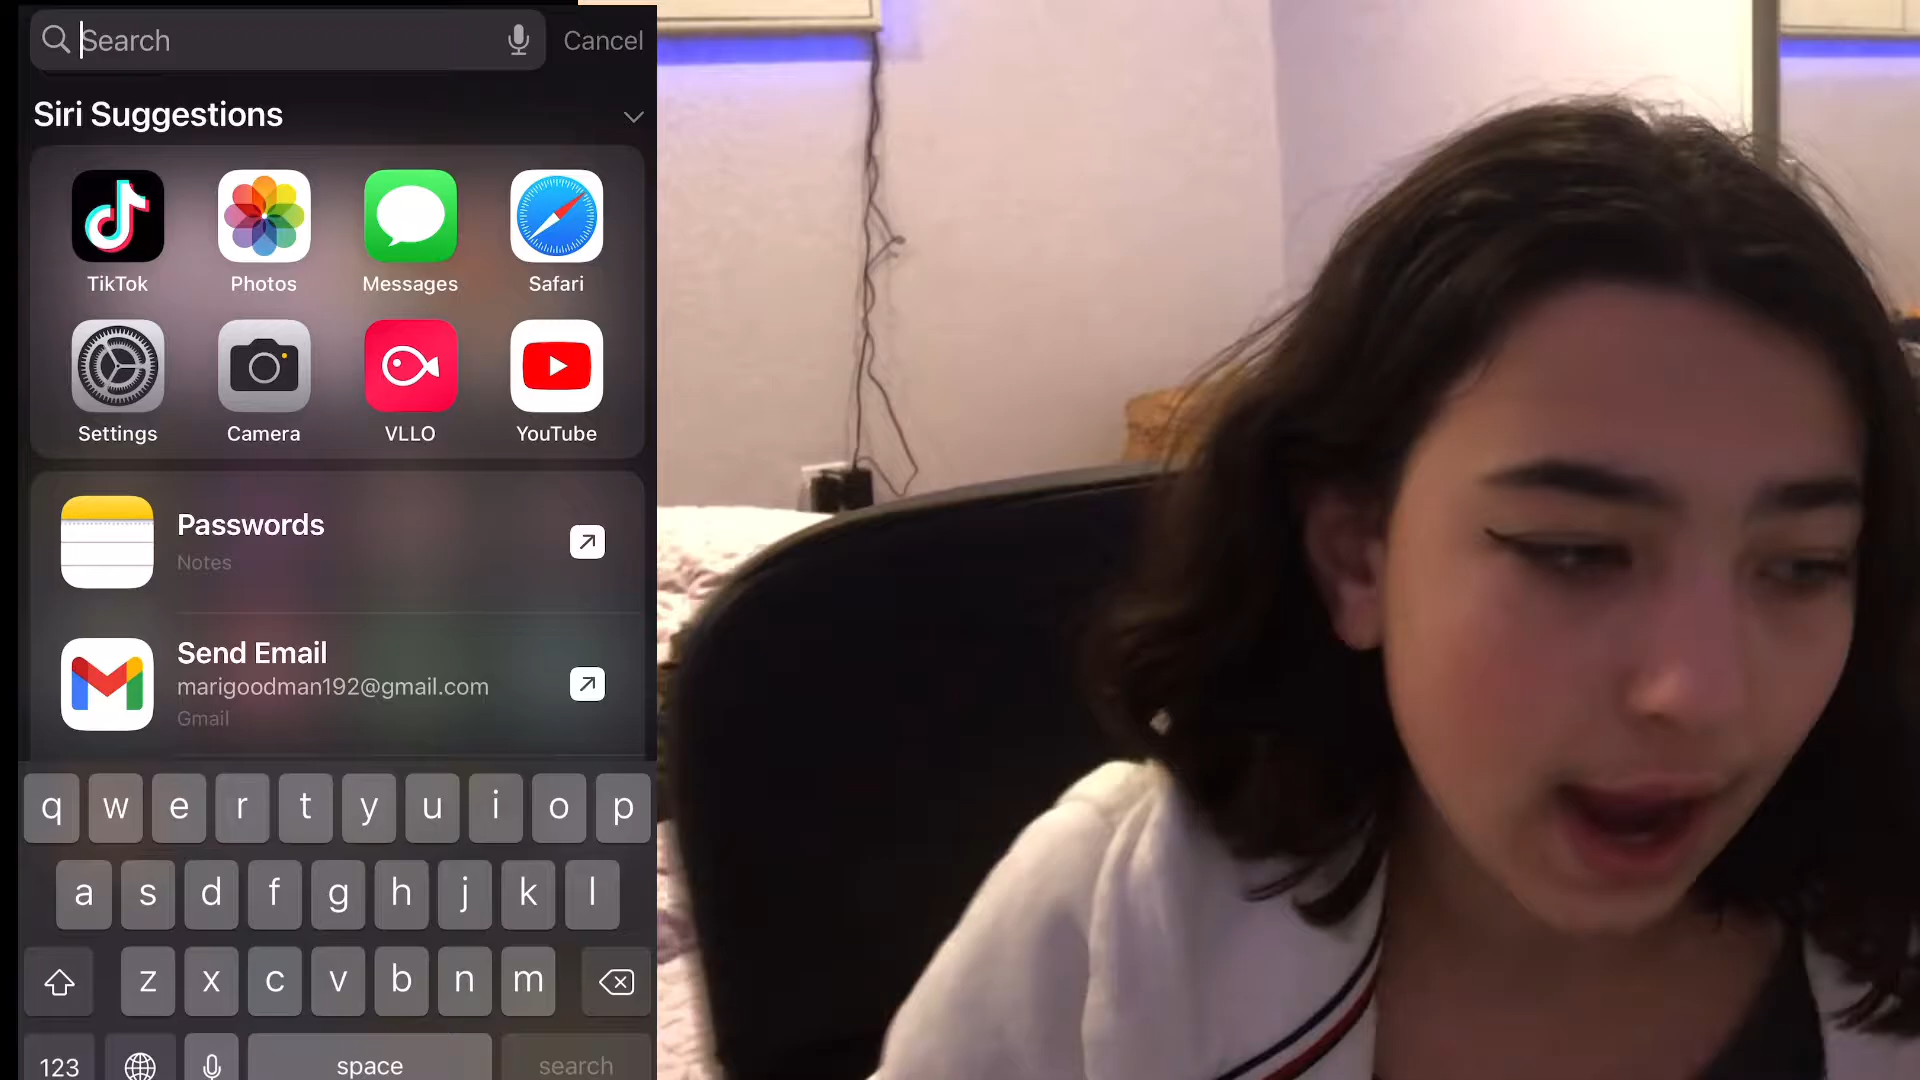 Search
Cancel
Siri Suggestions
TikTok Photos Messages Safari
Settings Camera VLLO YouTube
Passwords
Notes
Send Email
marigoodman192@gmail.com
Gmail
q w e r t y u i o p
a s d f g h j k l
z x c v b n m
123 space search